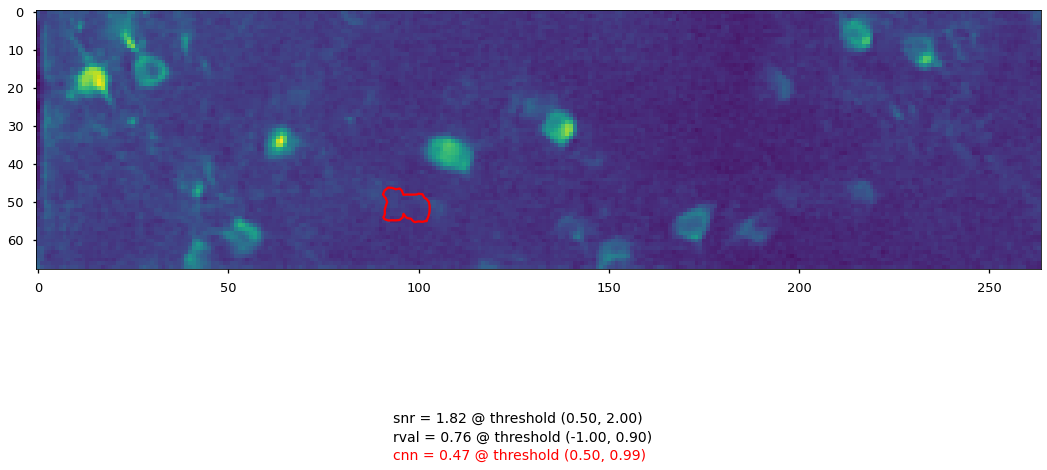 0
10
20
30
40
50
60
0 50 100 150 200 250
snr = 1.82 @ threshold (0.50, 2.00)
rval = 0.76 @ threshold (-1.00, 0.90)
cnn = 0.47 @ threshold (0.50, 0.99)